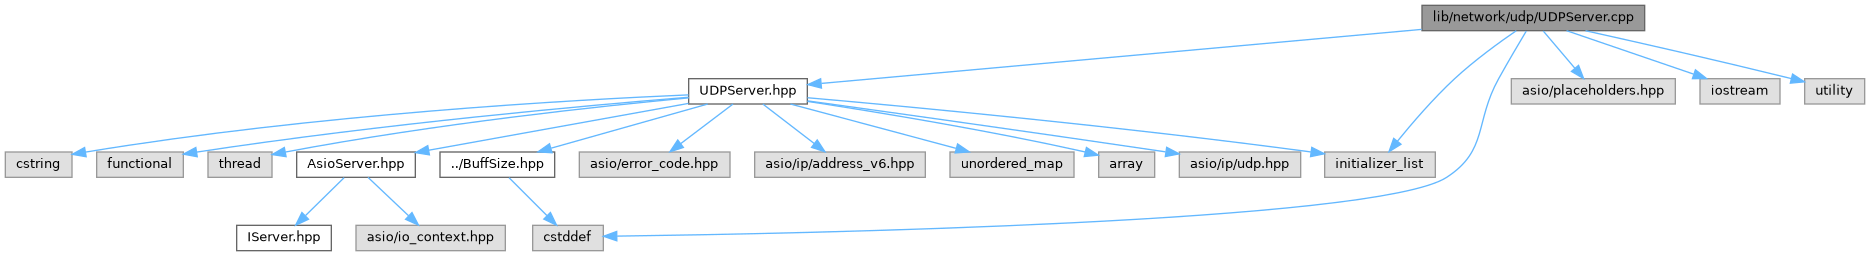 lib/network/udp/UDPServer.cpp
UDPServer.hpp
asio/placeholders.hpp
iostream
utility
cstring
functional
thread
AsioServer.hpp
../BuffSize.hpp
asio/error_code.hpp
asio/ip/address_v6.hpp
unordered_map
array
asio/ip/udp.hpp
initializer_list
IServer.hpp
asio/io_context.hpp
cstddef